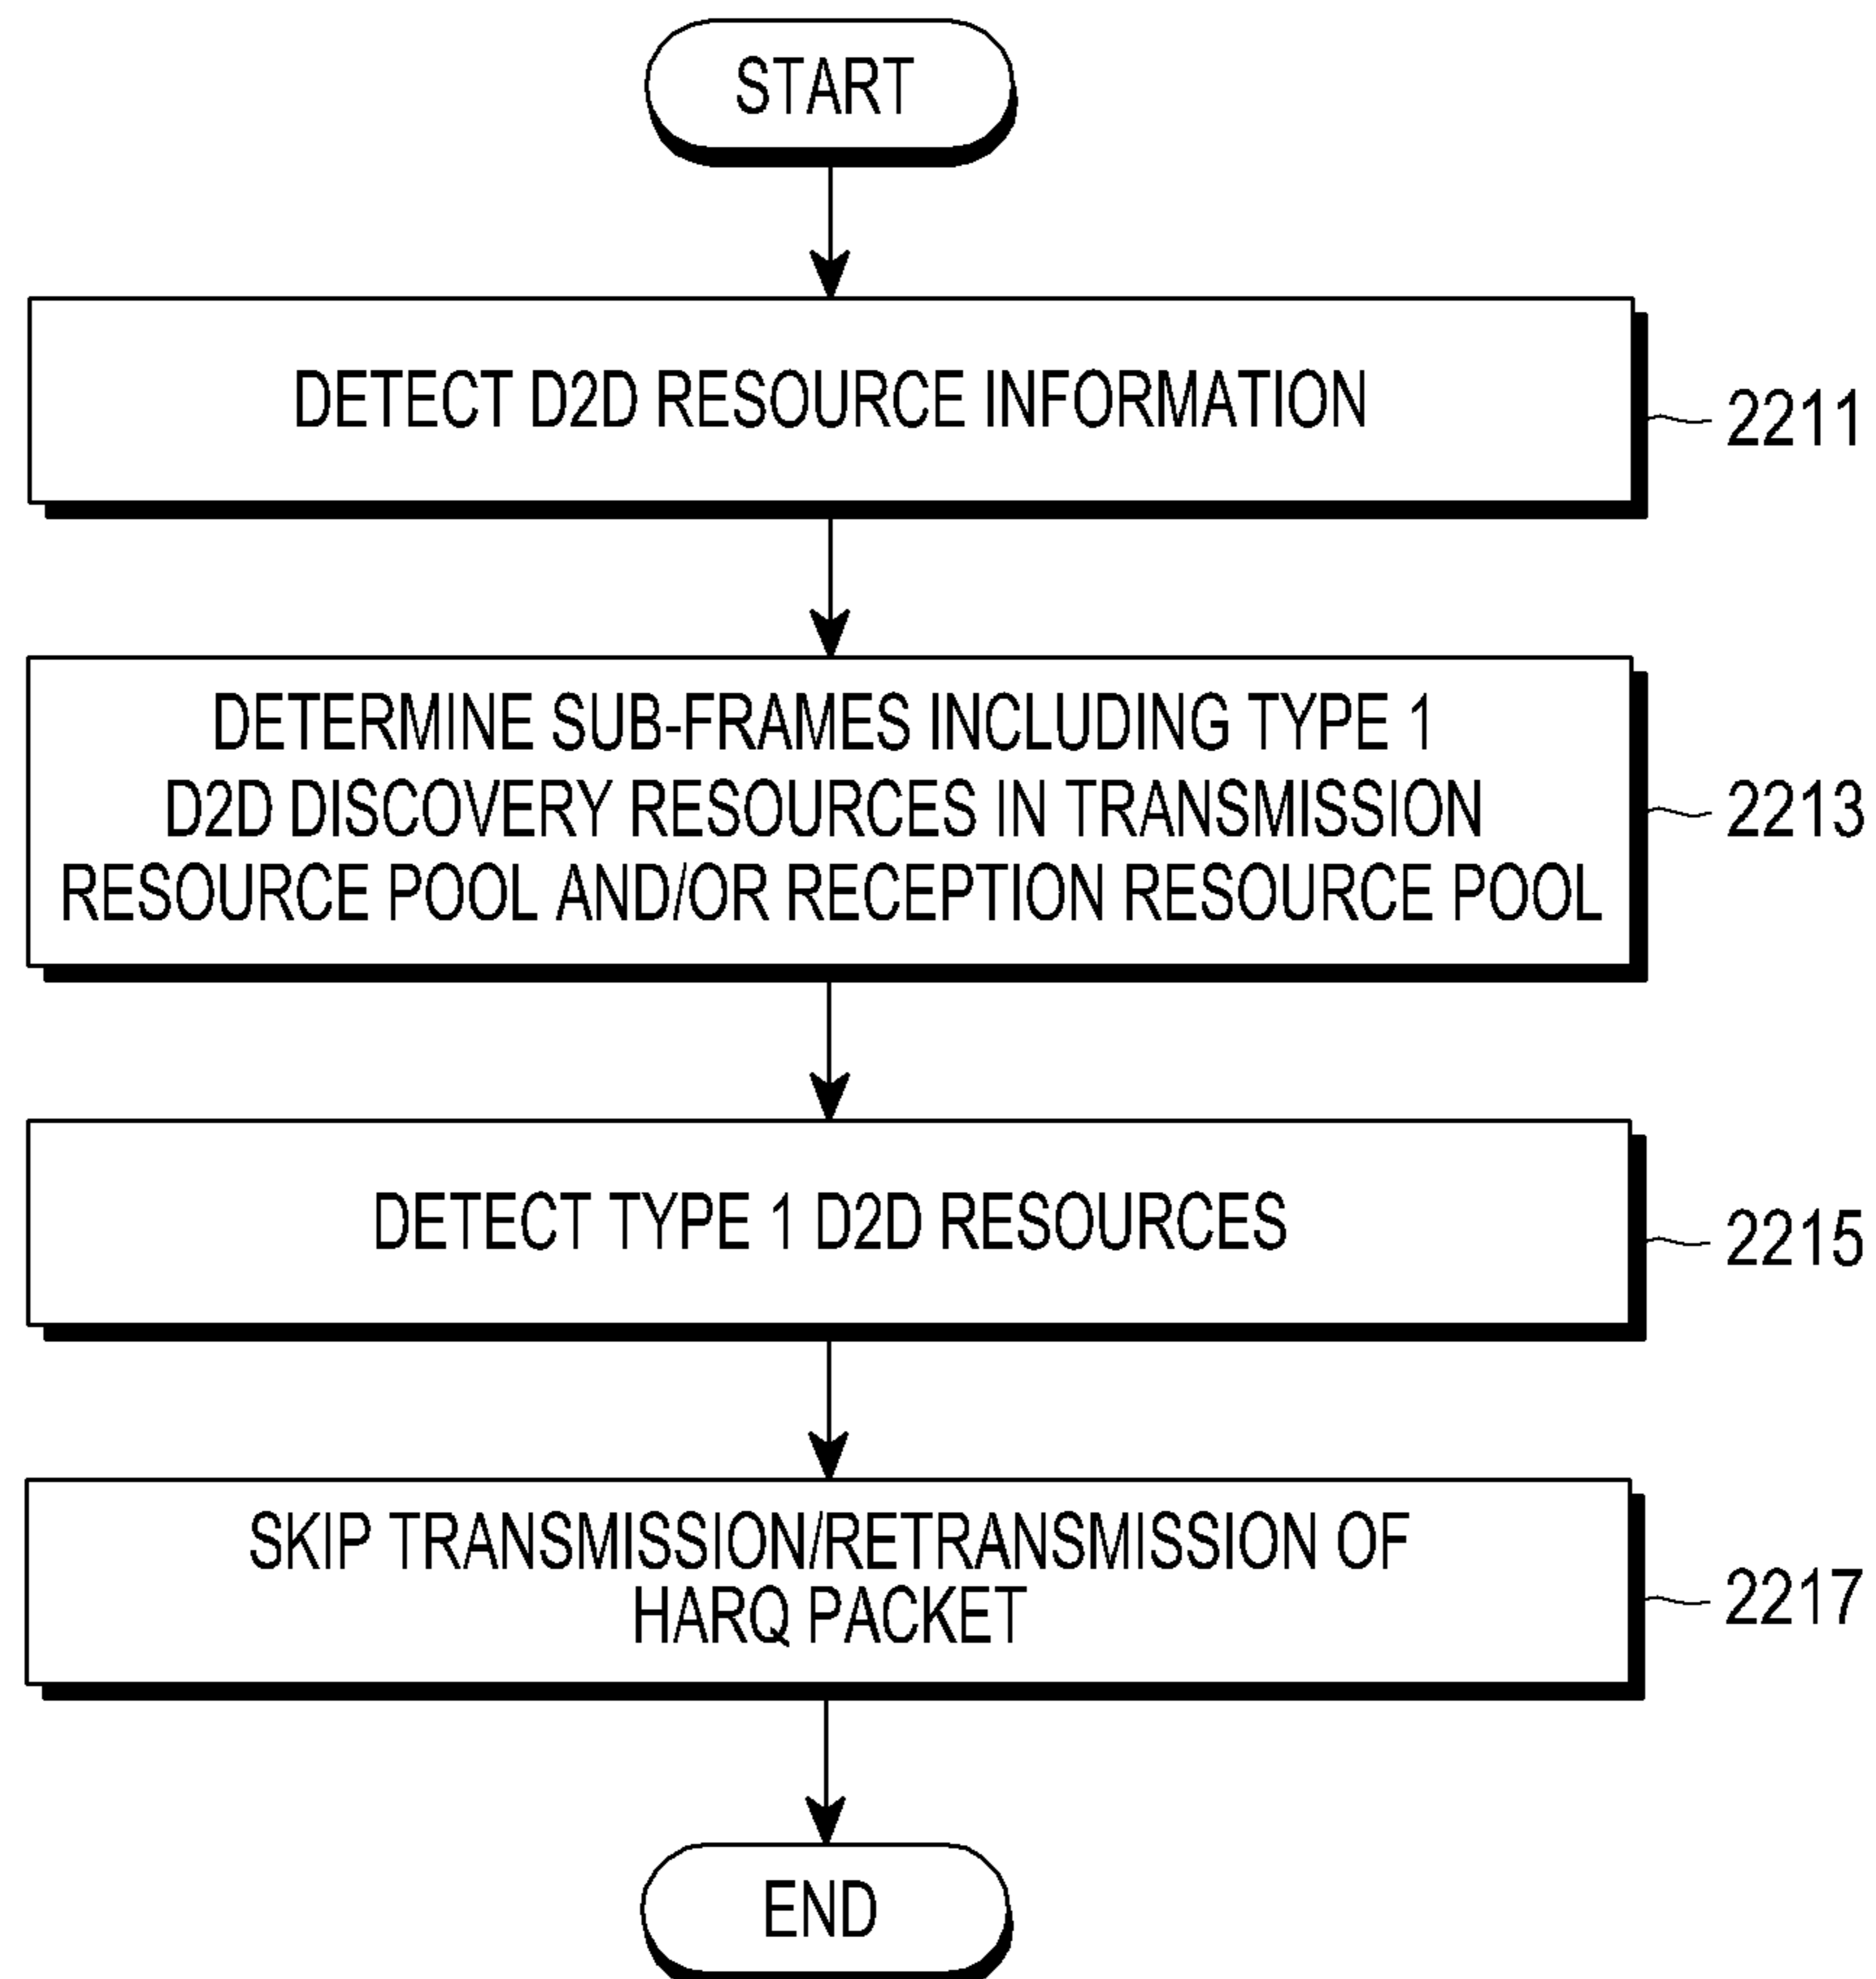 START
DETECT D2D RESOURCE INFORMATION
2211
DETERMINE SUB-FRAMES INCLUDING TYPE 1
D2D DISCOVERY RESOURCES IN TRANSMISSION
RESOURCE POOL AND/OR RECEPTION RESOURCE POOL
2213
DETECT TYPE 1 D2D RESOURCES
2215
SKIP TRANSMISSION/RETRANSMISSION OF
HARQ PACKET
2217
END